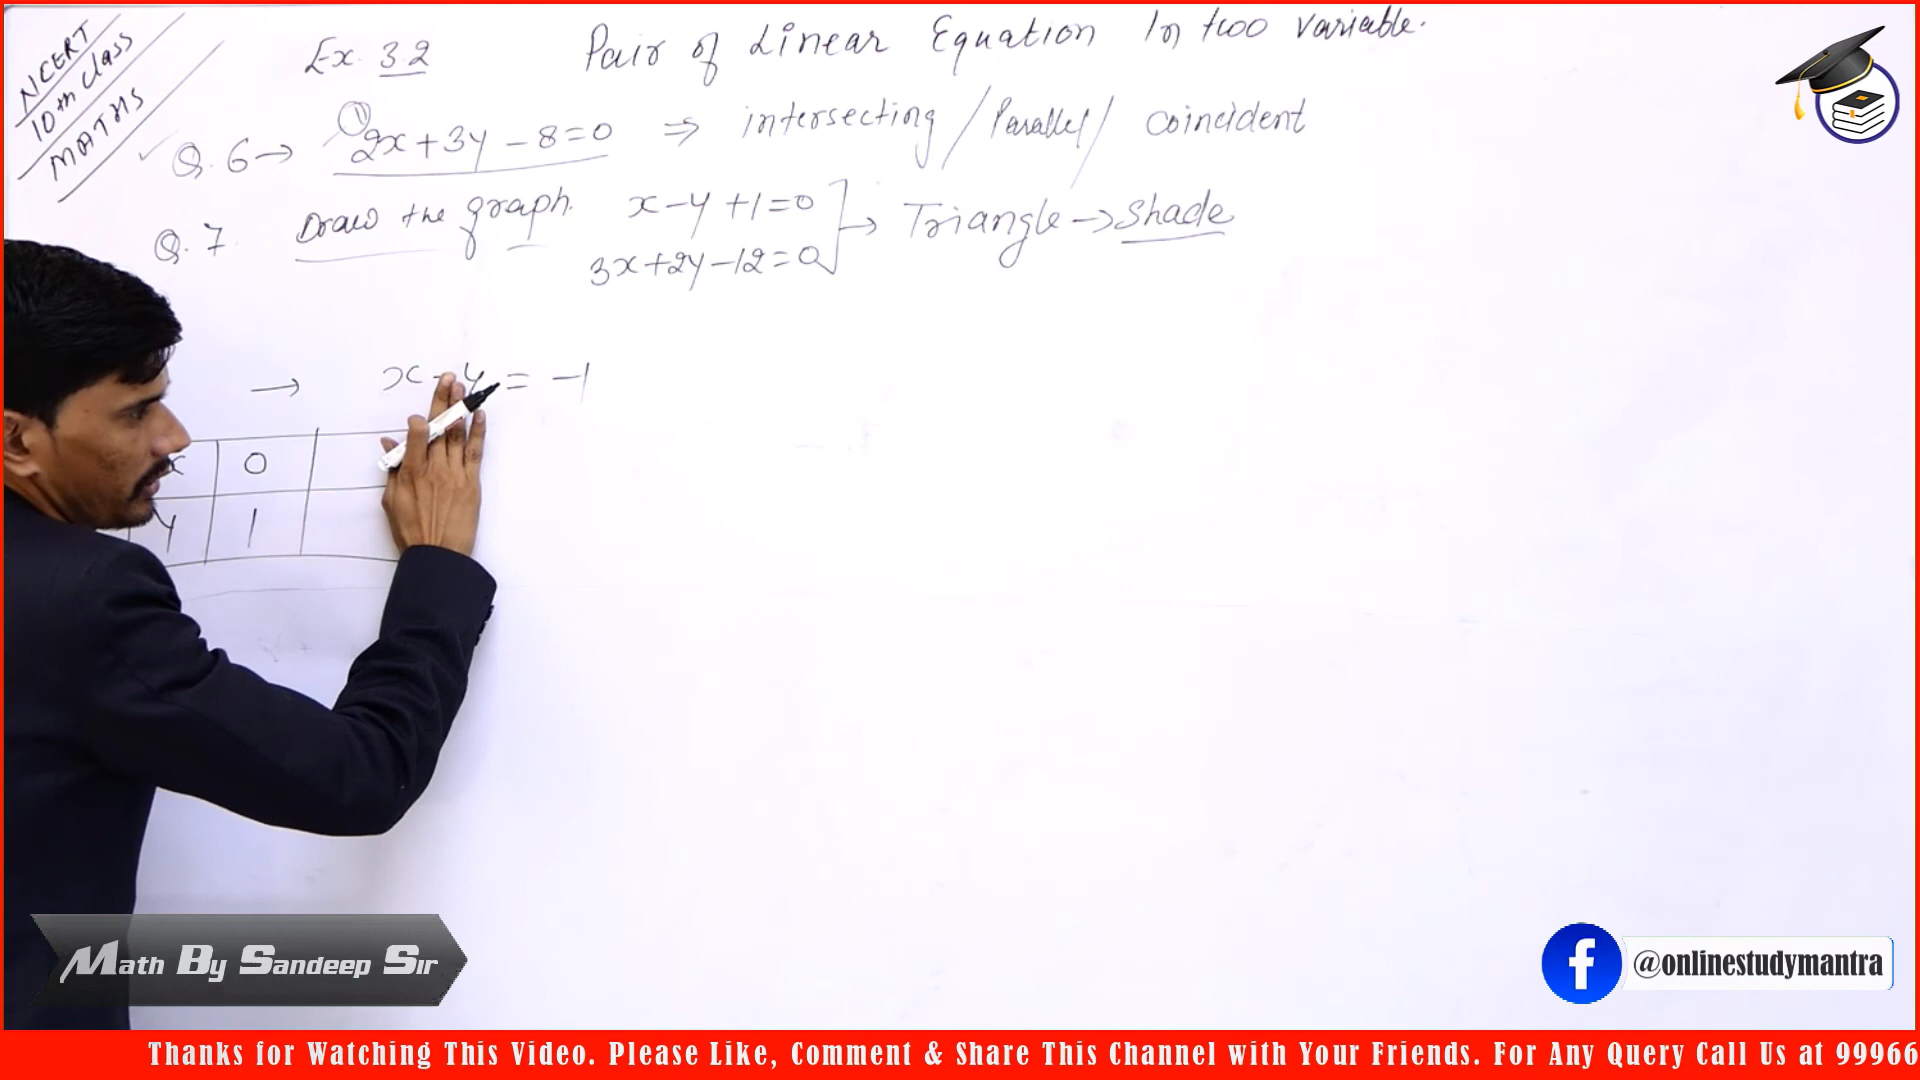 NCERT
10th class
MATHS
Ex. 3.2
Pair of Linear Equation In two variable.
Q. 6 → ① 2x + 3y - 8 = 0 ⇒ intersecting / Parallel / coincident
Q. 7. Draw the graph. x - y + 1 = 0
3x + 2y - 12 = 0 → Triangle → Shade
→ x - y = -1
x 0
y 1
Math By Sandeep Sir
@onlinestudymantra
Thanks for Watching This Video. Please Like, Comment & Share This Channel with Your Friends. For Any Query Call Us at 99966